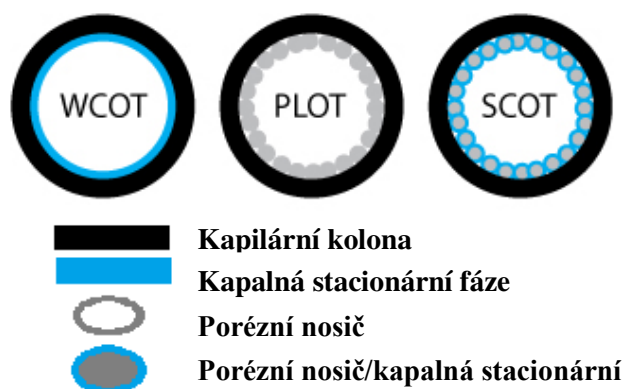 WCOT PLOT SCOT
Kapilární kolona
Kapalná stacionární fáze
Porézní nosič
Porézní nosič/kapalná stacionární